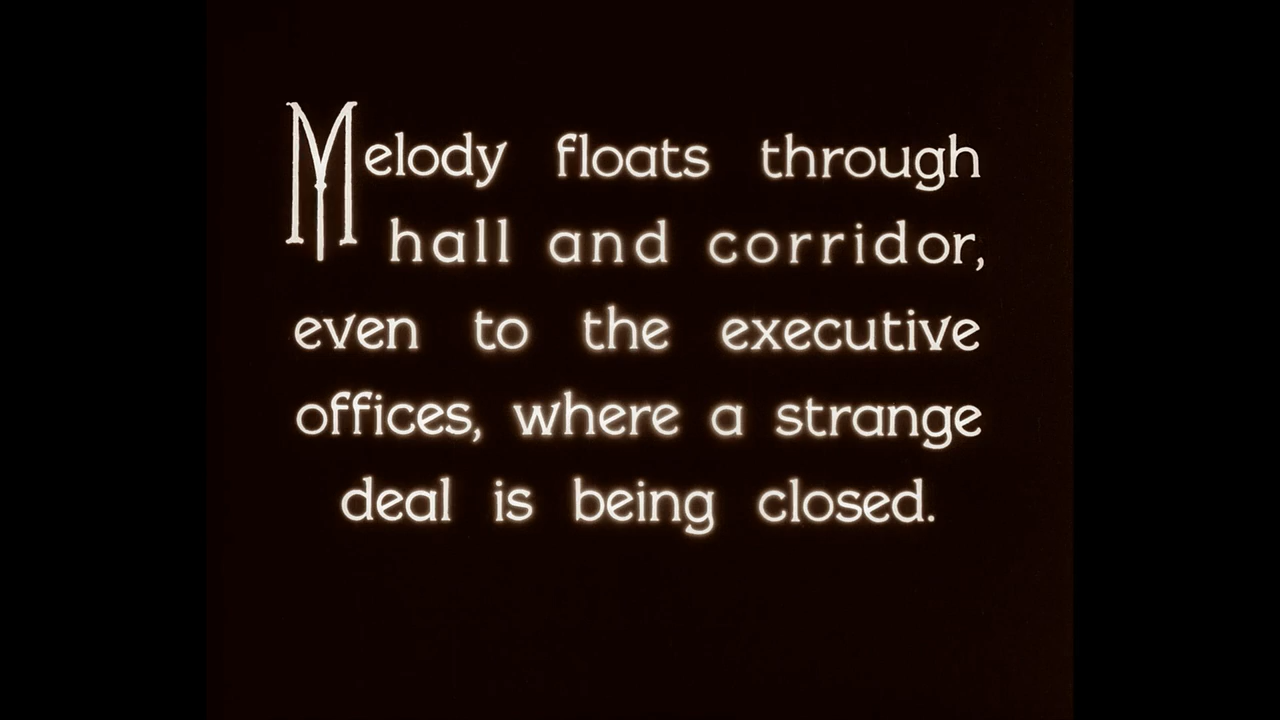 Melody floats through
hall and corridor,
even to the executive
offices, where a strange
deal is being closed.